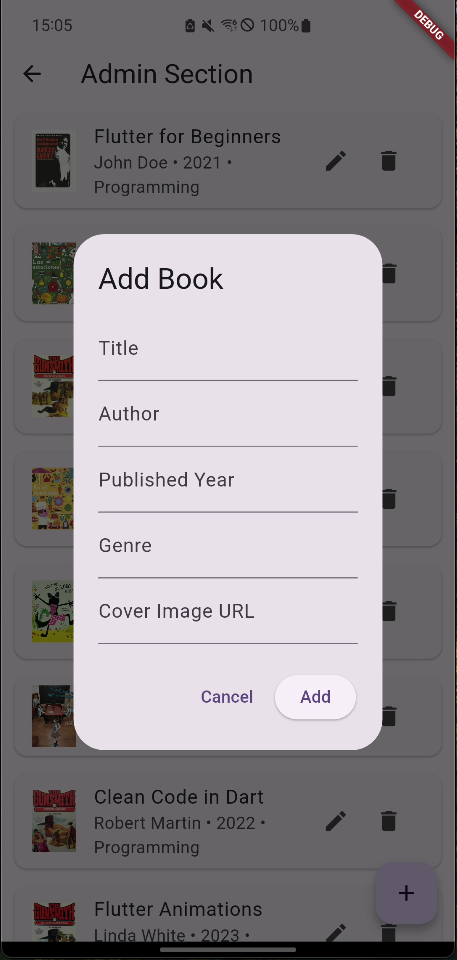 15:05
100%
DEBUG
Admin Section
Flutter for Beginners
John Doe • 2021 •
Programming
Add Book
Title
Author
Published Year
Genre
Cover Image URL
Cancel
Add
Clean Code in Dart
Robert Martin • 2022 •
Programming
Flutter Animations
Linda White • 2023 •